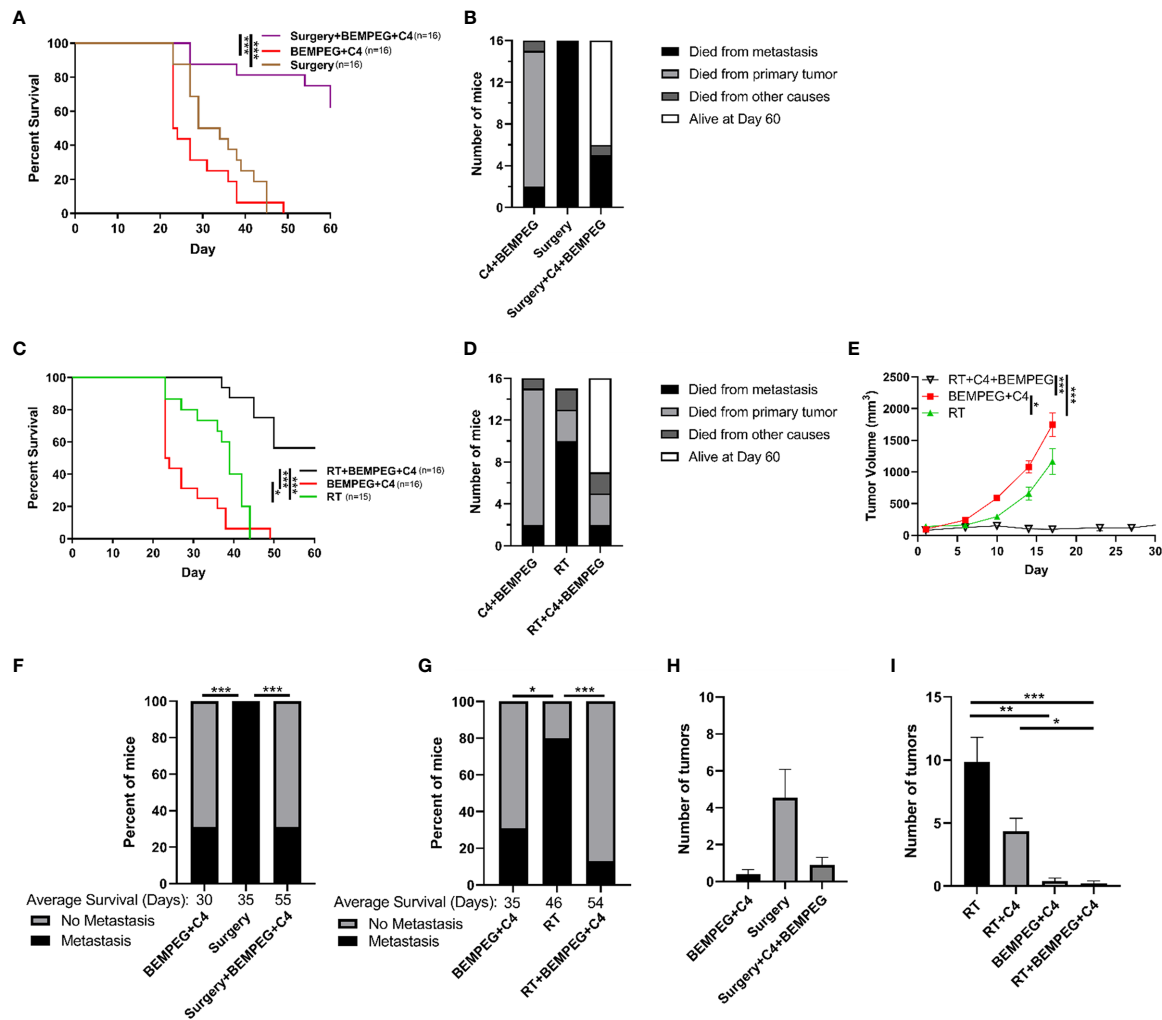 A
Surgery+BEMPEG+C4 (n=16)
BEMPEG+C4 (n=16)
Surgery (n=16)
***
***
Percent Survival
100
80
60
40
20
0
0 10 20 30 40 50 60
Day
B
Number of mice
16
12
8
4
0
C4+BEMPEG
Surgery
Surgery+C4+BEMPEG
Died from metastasis
Died from primary tumor
Died from other causes
Alive at Day 60
C
Percent Survival
100
80
60
40
20
0
0 10 20 30 40 50 60
Day
RT+BEMPEG+C4 (n=16)
BEMPEG+C4 (n=16)
RT (n=15)
*
***
***
D
Number of mice
16
12
8
4
0
C4+BEMPEG
RT
RT+C4+BEMPEG
Died from metastasis
Died from primary tumor
Died from other causes
Alive at Day 60
E
Tumor Volume (mm³)
2500
2000
1500
1000
500
0
0 5 10 15 20 25 30
Day
RT+C4+BEMPEG
BEMPEG+C4
RT
*
***
***
F
Percent of mice
100
80
60
40
20
0
*** ***
Average Survival (Days): 30 35 55
No Metastasis
Metastasis
BEMPEG+C4
Surgery
Surgery+BEMPEG+C4
G
Percent of mice
100
80
60
40
20
0
* ***
Average Survival (Days): 35 46 54
No Metastasis
Metastasis
BEMPEG+C4
RT
RT+BEMPEG+C4
H
Number of tumors
10
8
6
4
2
0
BEMPEG+C4
Surgery
Surgery+C4+BEMPEG
I
Number of tumors
15
10
5
0
***
**
*
RT
RT+C4
BEMPEG+C4
RT+BEMPEG+C4